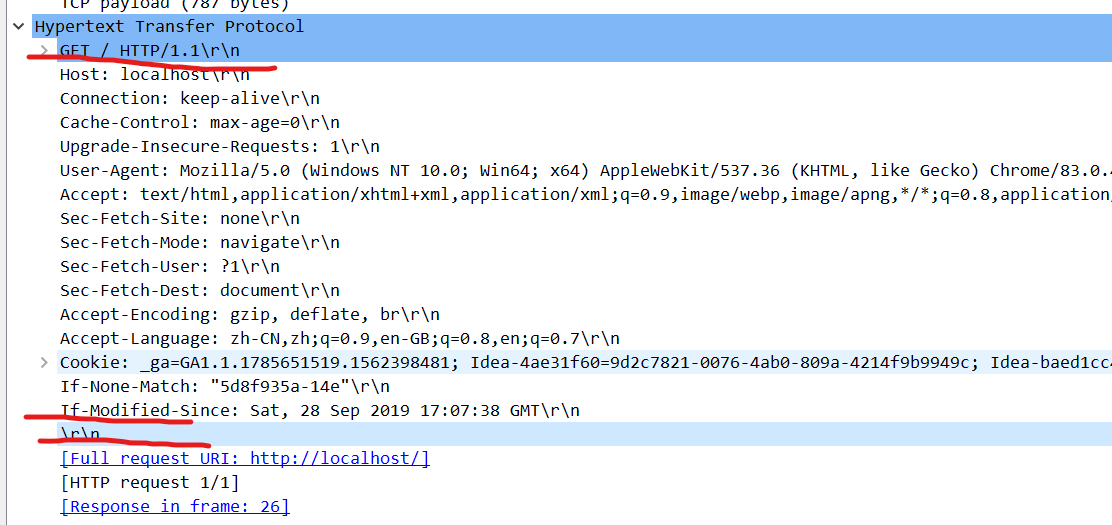 TCP payload (787 bytes)
Hypertext Transfer Protocol
GET / HTTP/1.1\r\n
Host: localhost\r\n
Connection: keep-alive\r\n
Cache-Control: max-age=0\r\n
Upgrade-Insecure-Requests: 1\r\n
User-Agent: Mozilla/5.0 (Windows NT 10.0; Win64; x64) AppleWebKit/537.36 (KHTML, like Gecko) Chrome/83.0.4
Accept: text/html,application/xhtml+xml,application/xml;q=0.9,image/webp,image/apng,*/*;q=0.8,application,
Sec-Fetch-Site: none\r\n
Sec-Fetch-Mode: navigate\r\n
Sec-Fetch-User: ?1\r\n
Sec-Fetch-Dest: document\r\n
Accept-Encoding: gzip, deflate, br\r\n
Accept-Language: zh-CN,zh;q=0.9,en-GB;q=0.8,en;q=0.7\r\n
Cookie: _ga=GA1.1.1785651519.1562398481; Idea-4ae31f60=9d2c7821-0076-4ab0-809a-4214f9b9949c; Idea-baed1cc4
If-None-Match: "5d8f935a-14e"\r\n
If-Modified-Since: Sat, 28 Sep 2019 17:07:38 GMT\r\n
\r\n
[Full request URI: http://localhost/]
[HTTP request 1/1]
[Response in frame: 26]